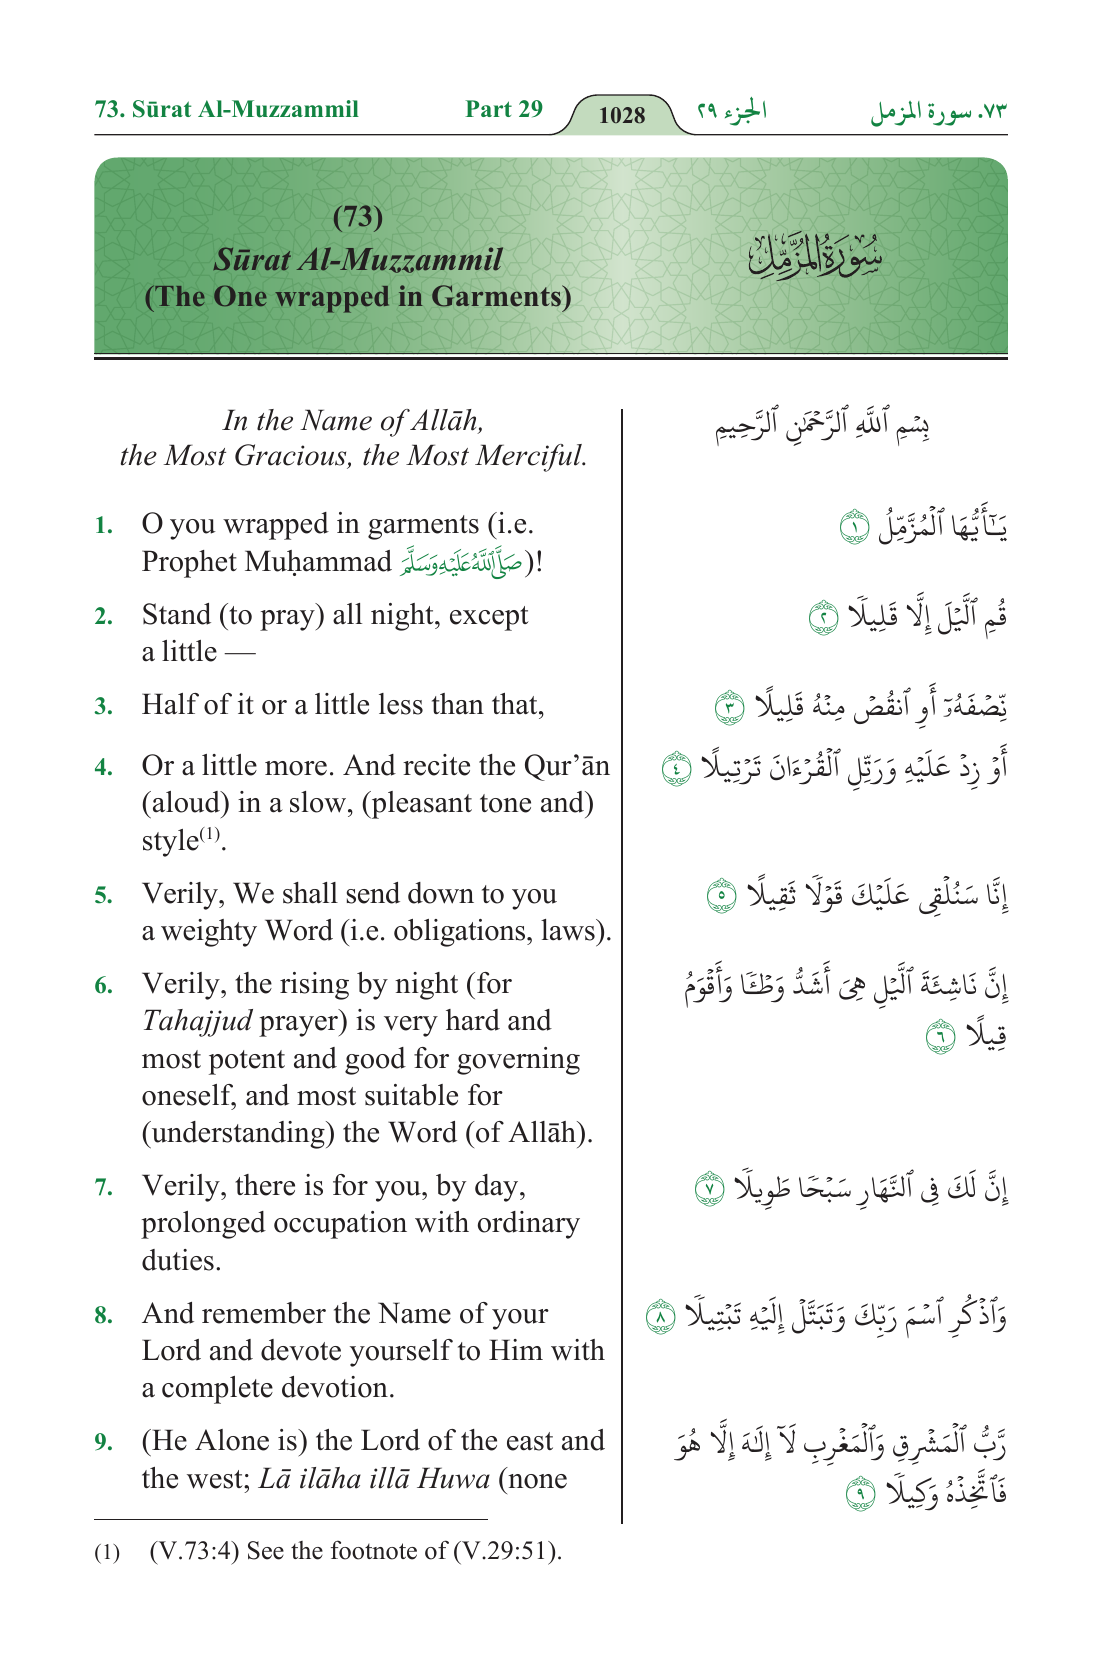 73. Sūrat Al-Muzzammil Part 29 1028 الجزء ٢٩ ٧٣. سورة المزمل
(73)
Sūrat Al-Muzzammil
(The One wrapped in Garments)
سُورَةُ المُزَّمِّلِ
In the Name of Allāh,
the Most Gracious, the Most Merciful.
بِسْمِ ٱللَّهِ ٱلرَّحْمَٰنِ ٱلرَّحِيمِ
1. O you wrapped in garments (i.e.
Prophet Muḥammad صَلَّى اللَّهُ عَلَيْهِ وَسَلَّمَ)!
يَـٰٓأَيُّهَا ٱلْمُزَّمِّلُ ١
2. Stand (to pray) all night, except
a little —
قُمِ ٱلَّيْلَ إِلَّا قَلِيلًا ٢
3. Half of it or a little less than that,
نِّصْفَهُۥٓ أَوِ ٱنقُصْ مِنْهُ قَلِيلًا ٣
4. Or a little more. And recite the Qur’ān
(aloud) in a slow, (pleasant tone and)
style(1).
أَوْ زِدْ عَلَيْهِ وَرَتِّلِ ٱلْقُرْءَانَ تَرْتِيلًا ٤
5. Verily, We shall send down to you
a weighty Word (i.e. obligations, laws).
إِنَّا سَنُلْقِى عَلَيْكَ قَوْلًا ثَقِيلًا ٥
6. Verily, the rising by night (for
Tahajjud prayer) is very hard and
most potent and good for governing
oneself, and most suitable for
(understanding) the Word (of Allāh).
إِنَّ نَاشِئَةَ ٱلَّيْلِ هِىَ أَشَدُّ وَطْـًٔا وَأَقْوَمُ
قِيلًا ٦
7. Verily, there is for you, by day,
prolonged occupation with ordinary
duties.
إِنَّ لَكَ فِى ٱلنَّهَارِ سَبْحًا طَوِيلًا ٧
8. And remember the Name of your
Lord and devote yourself to Him with
a complete devotion.
وَٱذْكُرِ ٱسْمَ رَبِّكَ وَتَبَتَّلْ إِلَيْهِ تَبْتِيلًا ٨
9. (He Alone is) the Lord of the east and
the west; Lā ilāha illā Huwa (none
رَّبُّ ٱلْمَشْرِقِ وَٱلْمَغْرِبِ لَآ إِلَـٰهَ إِلَّا هُوَ
فَٱتَّخِذْهُ وَكِيلًا ٩
(1) (V.73:4) See the footnote of (V.29:51).